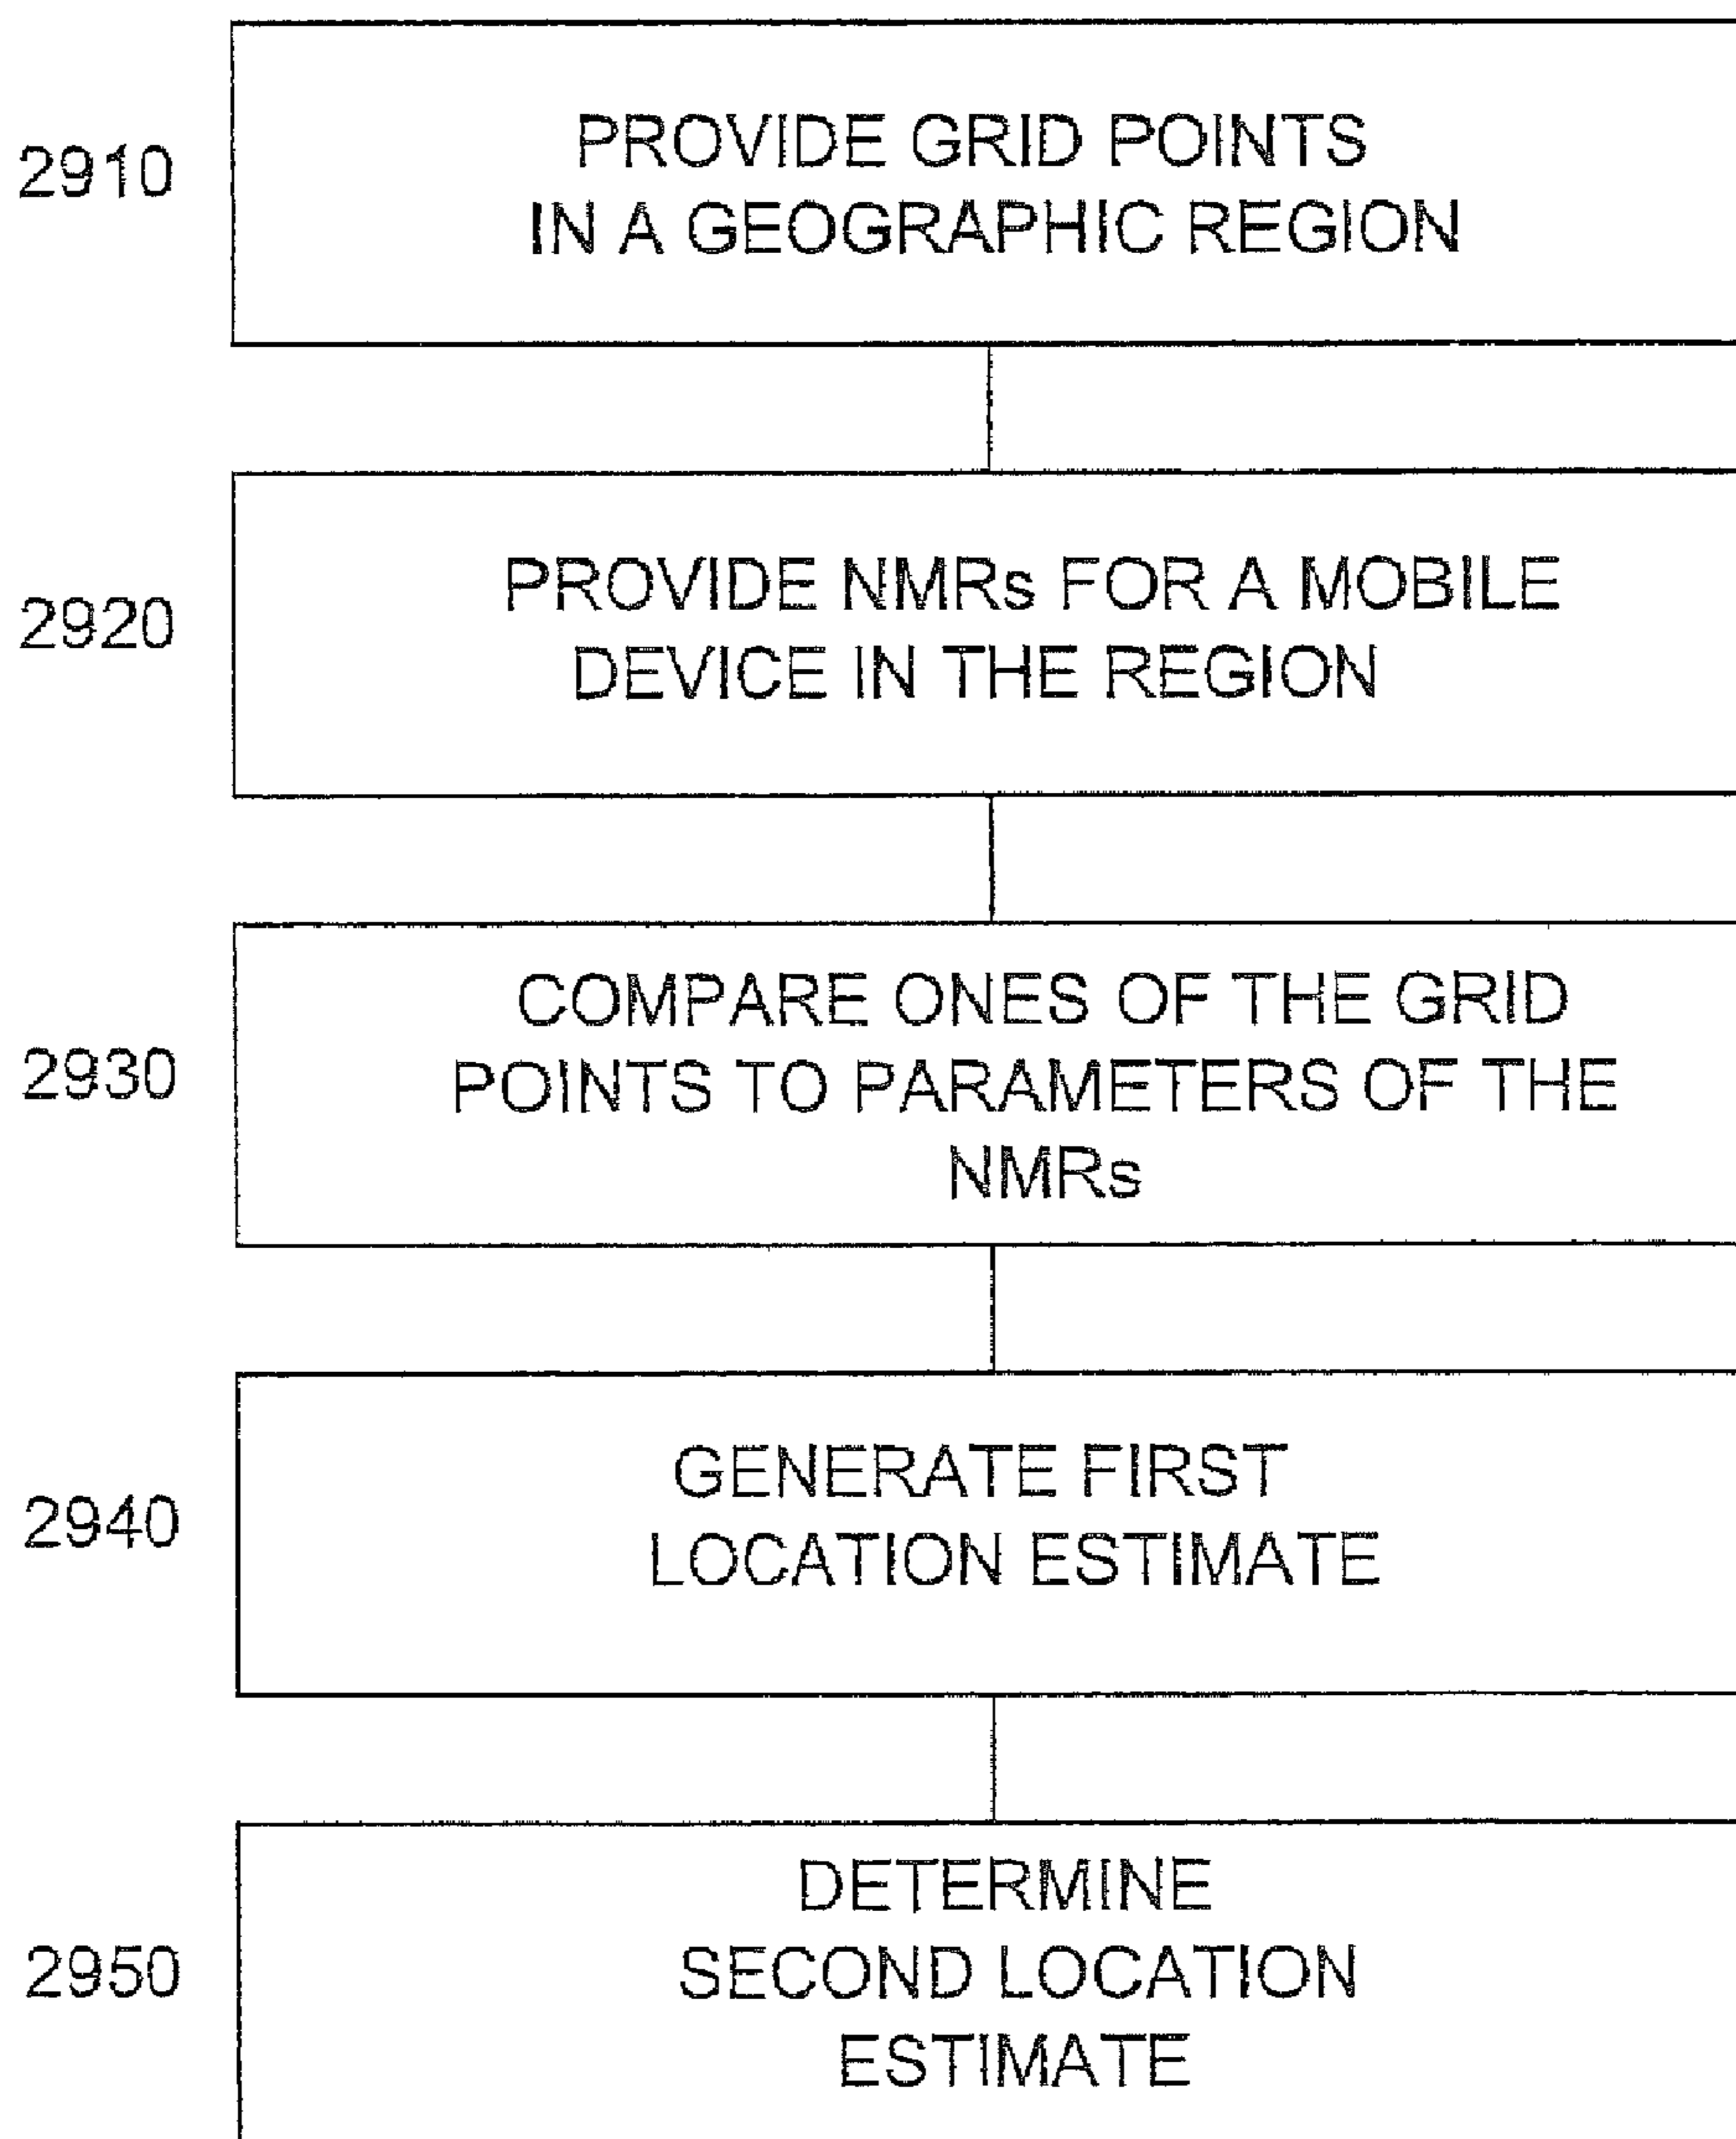 2910
PROVIDE GRID POINTS
IN A GEOGRAPHIC REGION
2920
PROVIDE NMRs FOR A MOBILE
DEVICE IN THE REGION
2930
COMPARE ONES OF THE GRID
POINTS TO PARAMETERS OF THE
NMRs
2940
GENERATE FIRST
LOCATION ESTIMATE
2950
DETERMINE
SECOND LOCATION
ESTIMATE